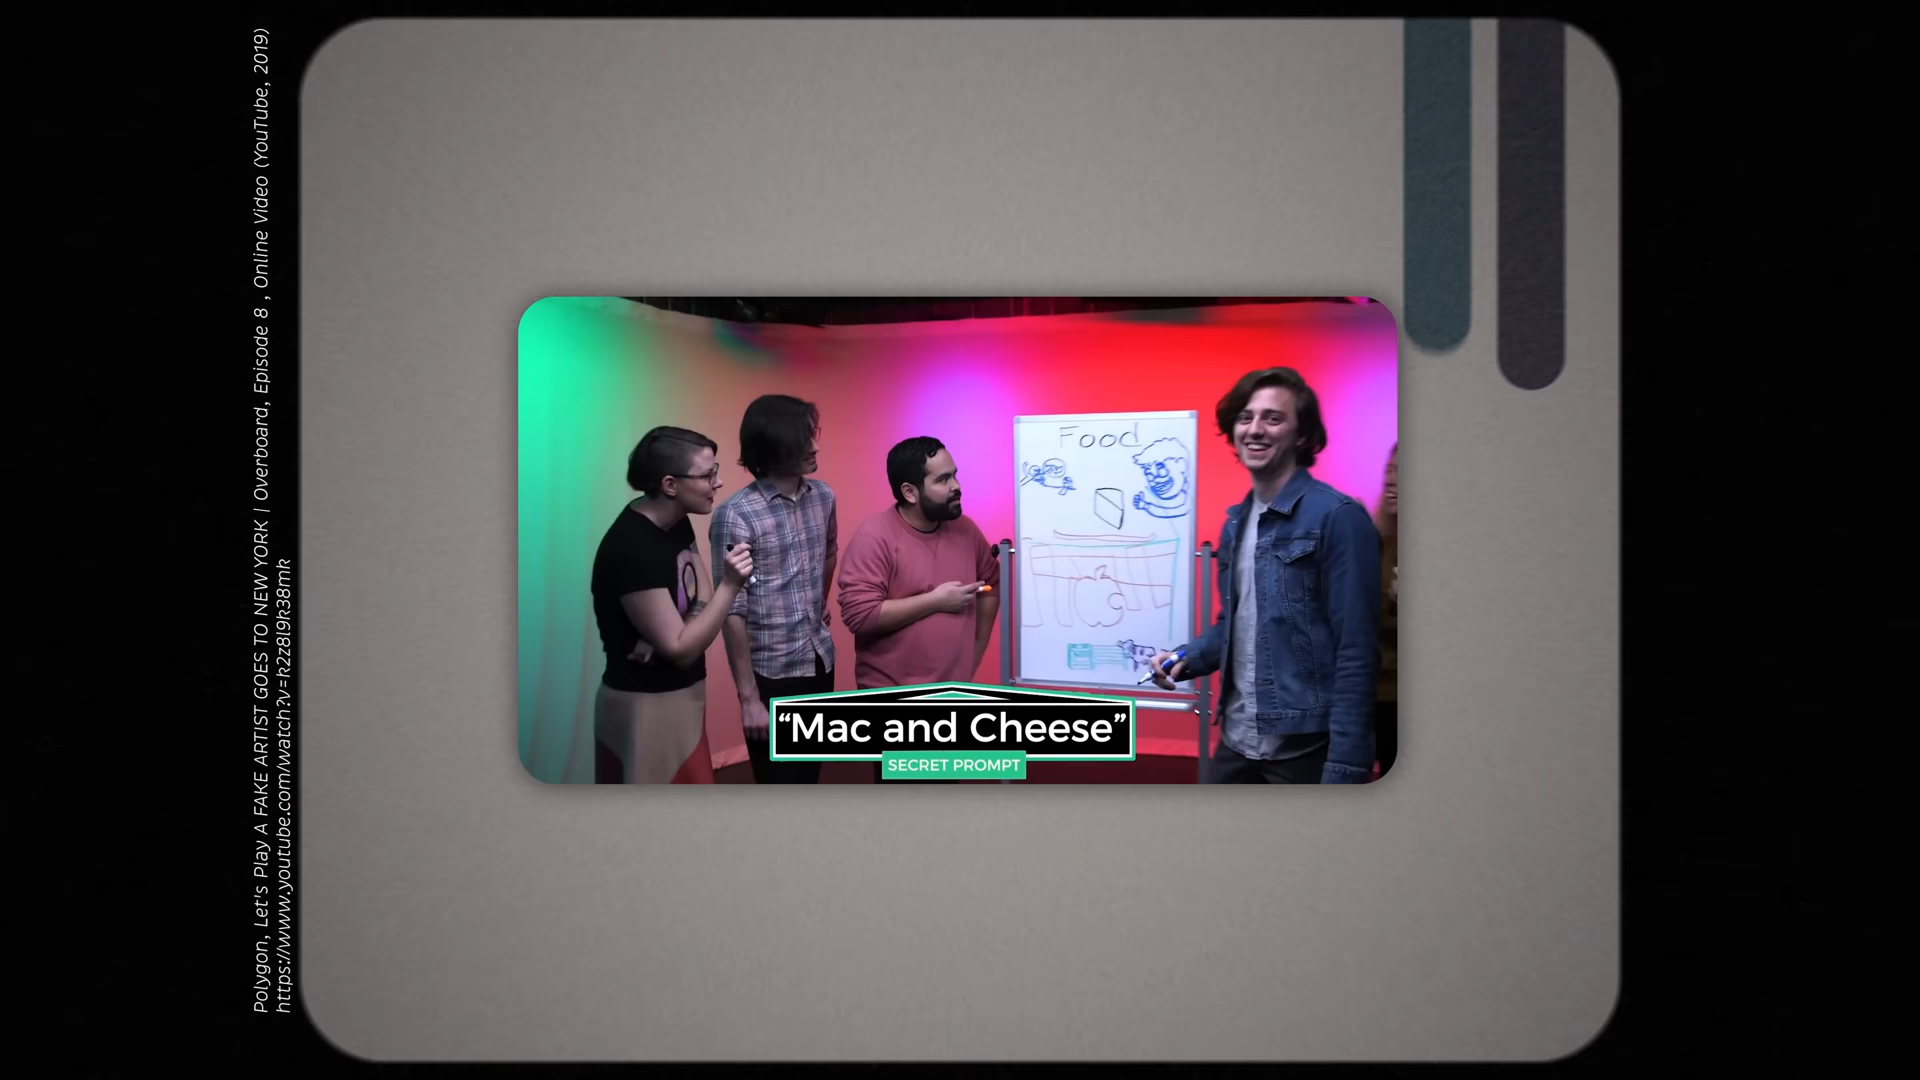 Polygon, Let's Play A FAKE ARTIST GOES TO NEW YORK | Overboard, Episode 8 , Online Video (YouTube, 2019)
https://www.youtube.com/watch?v=k2z8l9k38mk
Food
“Mac and Cheese”
SECRET PROMPT